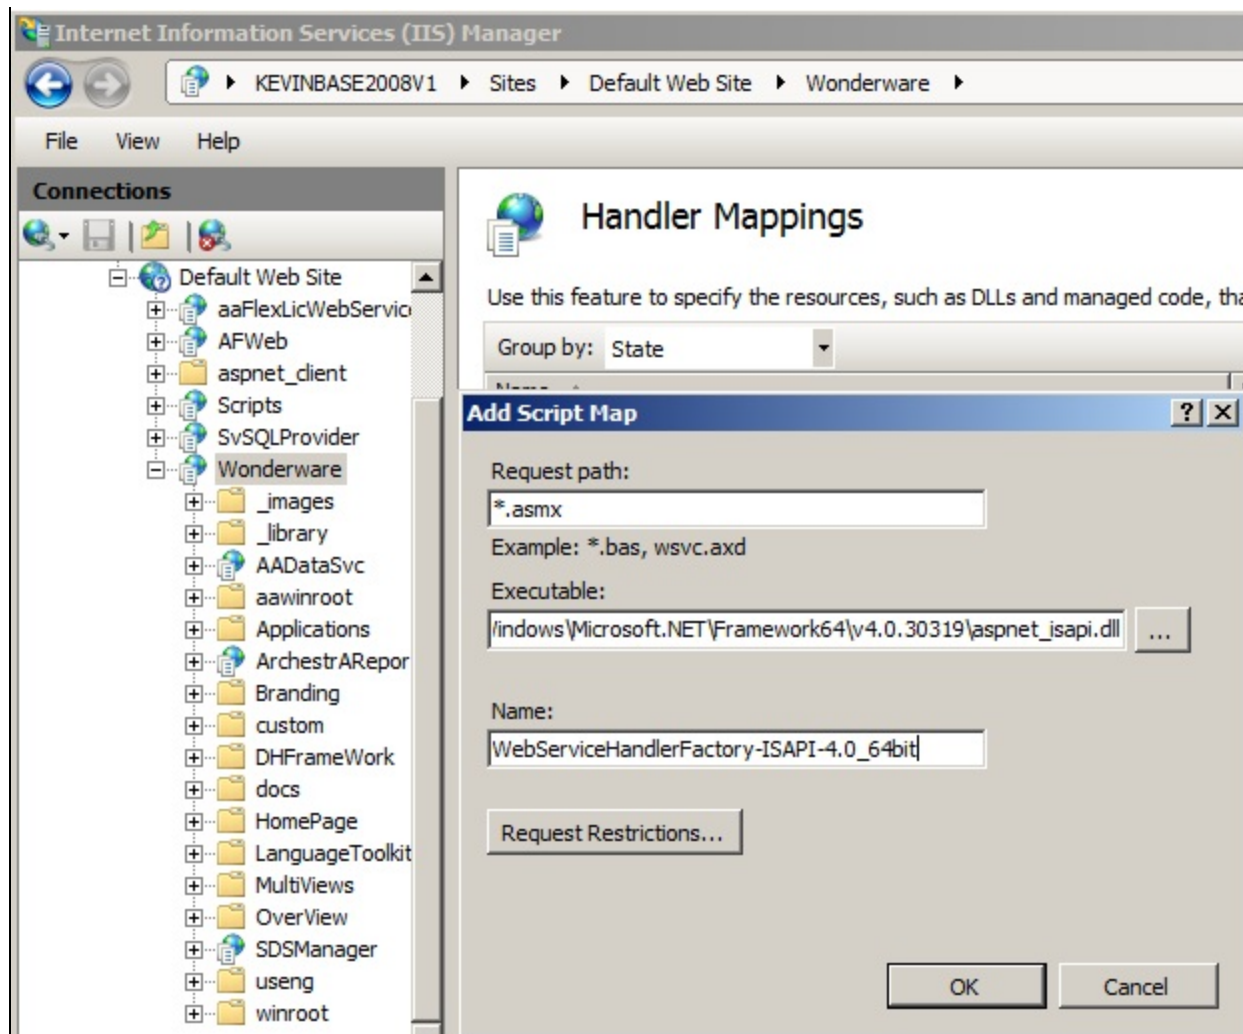 Internet Information Services (IIS) Manager
KEVINBASE2008V1 Sites Default Web Site Wonderware
File View Help
Connections
Default Web Site
aaFlexLicWebServic
AFWeb
aspnet_client
Scripts
SvSQLProvider
Wonderware
_images
_library
AADataSvc
aawinroot
Applications
ArchestrARepor
Branding
custom
DHFrameWork
docs
HomePage
LanguageToolkit
MultiViews
OverView
SDSManager
useng
winroot
Handler Mappings
Use this feature to specify the resources, such as DLLs and managed code, tha
Group by: State
Name
Add Script Map
Request path:
*.asmx
Example: *.bas, wsvc.axd
Executable:
/indows\Microsoft.NET\Framework64\v4.0.30319\aspnet_isapi.dll ...
Name:
WebServiceHandlerFactory-ISAPI-4.0_64bit
Request Restrictions...
OK Cancel